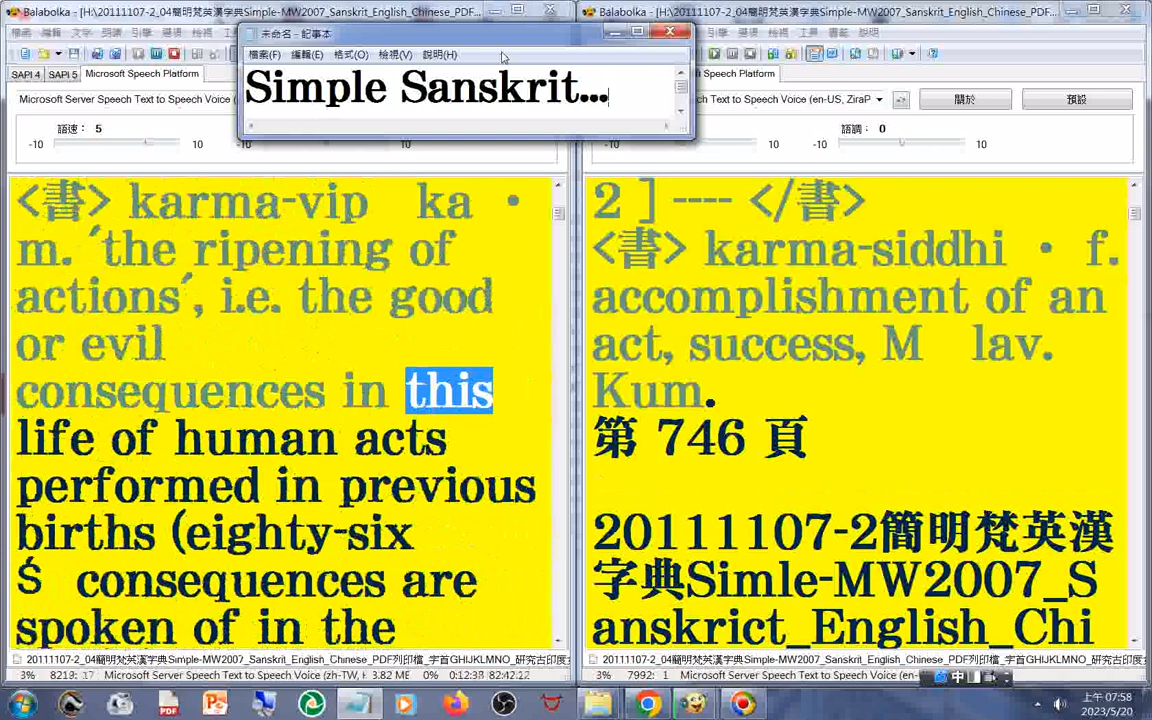 Balabolka - [H:\20111107-2_04簡明梵英漢字典Simple-MW2007_Sanskrit_English_Chinese_PDF...
Balabolka - [H:\20111107-2_04簡明梵英漢字典Simple-MW2007_Sanskrit_English_Chinese_PDF...
未命名 - 記事本
檔案(F) 編輯(E) 格式(O) 檢視(V) 說明(H)
Simple Sanskrit...
SAPI 4 SAPI 5 Microsoft Speech Platform
Speech Platform
Microsoft Server Speech Text to Speech Voice
ch Text to Speech Voice (en-US, ZiraP
關於
預設
語速: 5
-10 10 -10 10
語調: 0
10 -10 10
<書> karma-vip ka •
m. ´the ripening of
actions´, i.e. the good
or evil
consequences in this
life of human acts
performed in previous
births (eighty-six
Ś consequences are
spoken of in the
2 ] ---- </書>
<書> karma-siddhi • f.
accomplishment of an
act, success, M lav.
Kum.
第 746 頁
20111107-2簡明梵英漢
字典Simle-MW2007_S
anskrict_English_Chi
20111107-2_04簡明梵英漢字典Simple-MW2007_Sanskrit_English_Chinese_PDF列印檔_字首GHIJKLMNO_研究古印度
20111107-2_04簡明梵英漢字典Simple-MW2007_Sanskrit_English_Chinese_PDF列印檔_字首GHIJKLMNO_研究古印度
3% 8219: 17 Microsoft Server Speech Text to Speech Voice (zh-TW, H 3.82 MB 0% 0:12:38 82:42:12
3% 7992: 1 Microsoft Server Speech Text to Speech Voice (en-
中
上午 07:58
2023/5/20